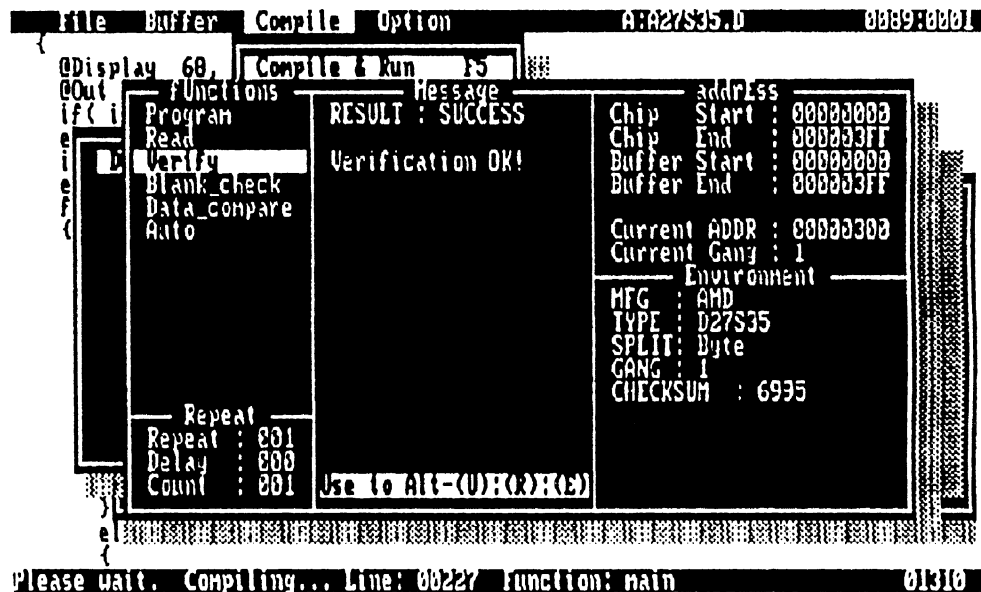 File Buffer Compile Option A:A27S35.D 0089:0001
{
@Display 68, Compile & Run F5
@Out
if( i
e
i D
e
f
{
fUnctions
Program
Read
Verify
Blank_check
Data_compare
Auto
Repeat
Repeat : 001
Delay : 000
Count : 001
Message
RESULT : SUCCESS
Verification OK!
Use to Alt-(U):(R):(E)
addrEss
Chip Start : 00000000
Chip End : 000003FF
Buffer Start : 00000000
Buffer End : 000003FF
Current ADDR : 00000300
Current Gang : 1
Environment
MFG : AMD
TYPE : D27S35
SPLIT: Byte
GANG : 1
CHECKSUM : 6995
}
el
{
Please wait. Compiling... Line: 00227 Function: main 01310